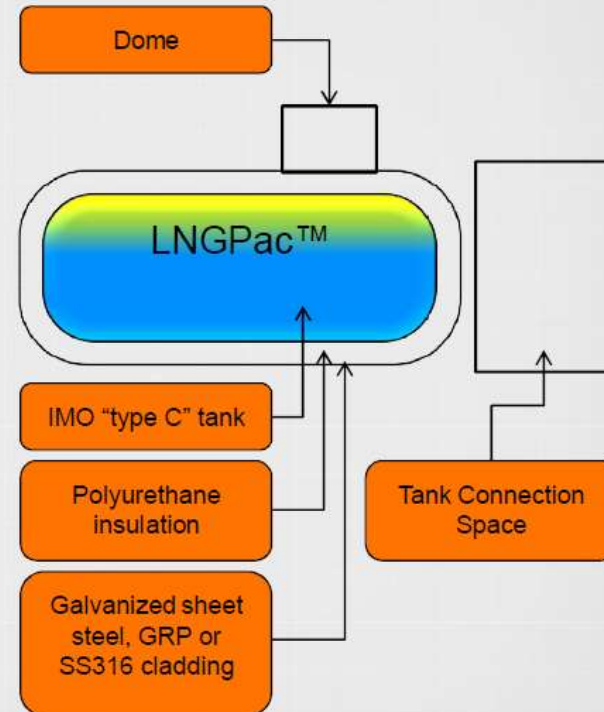 Dome
LNGPac™
IMO “type C” tank
Polyurethane
insulation
Tank Connection
Space
Galvanized sheet
steel, GRP or
SS316 cladding